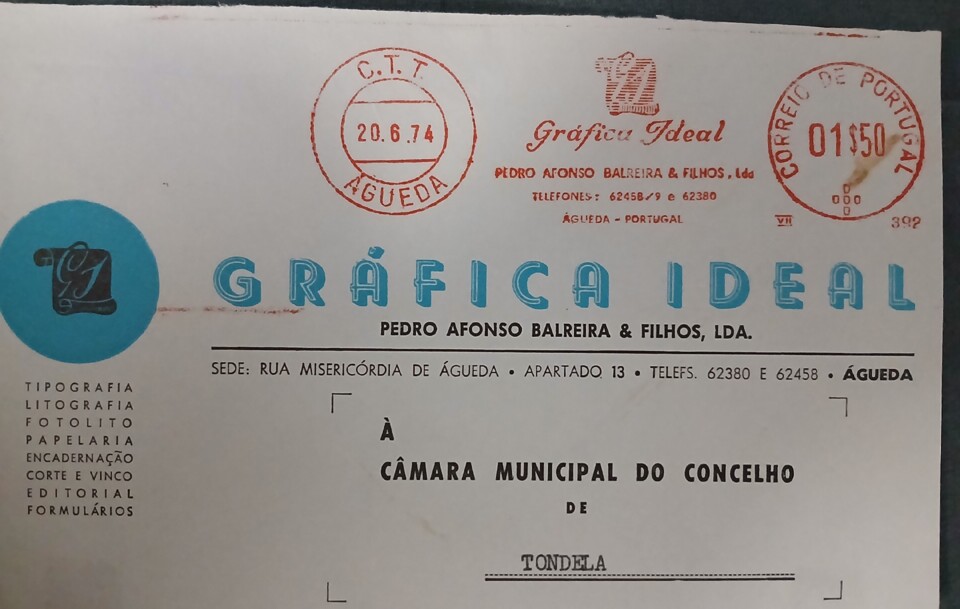 C.T.T
20.6.74
ÁGUEDA
GJ
Gráfica Ideal
PEDRO AFONSO BALREIRA & FILHOS, Lda
TELEFONES: 62458/9 e 62380
ÁGUEDA - PORTUGAL
CORREIO DE PORTUGAL
01$50
VII
392
GRÁFICA IDEAL
PEDRO AFONSO BALREIRA & FILHOS, LDA.
SEDE: RUA MISERICÓRDIA DE ÁGUEDA • APARTADO 13 • TELEFS. 62380 E 62458 • ÁGUEDA
TIPOGRAFIA
LITOGRAFIA
FOTOLITO
PAPELARIA
ENCADERNAÇÃO
CORTE E VINCO
EDITORIAL
FORMULÁRIOS
À
CÂMARA MUNICIPAL DO CONCELHO
DE
TONDELA